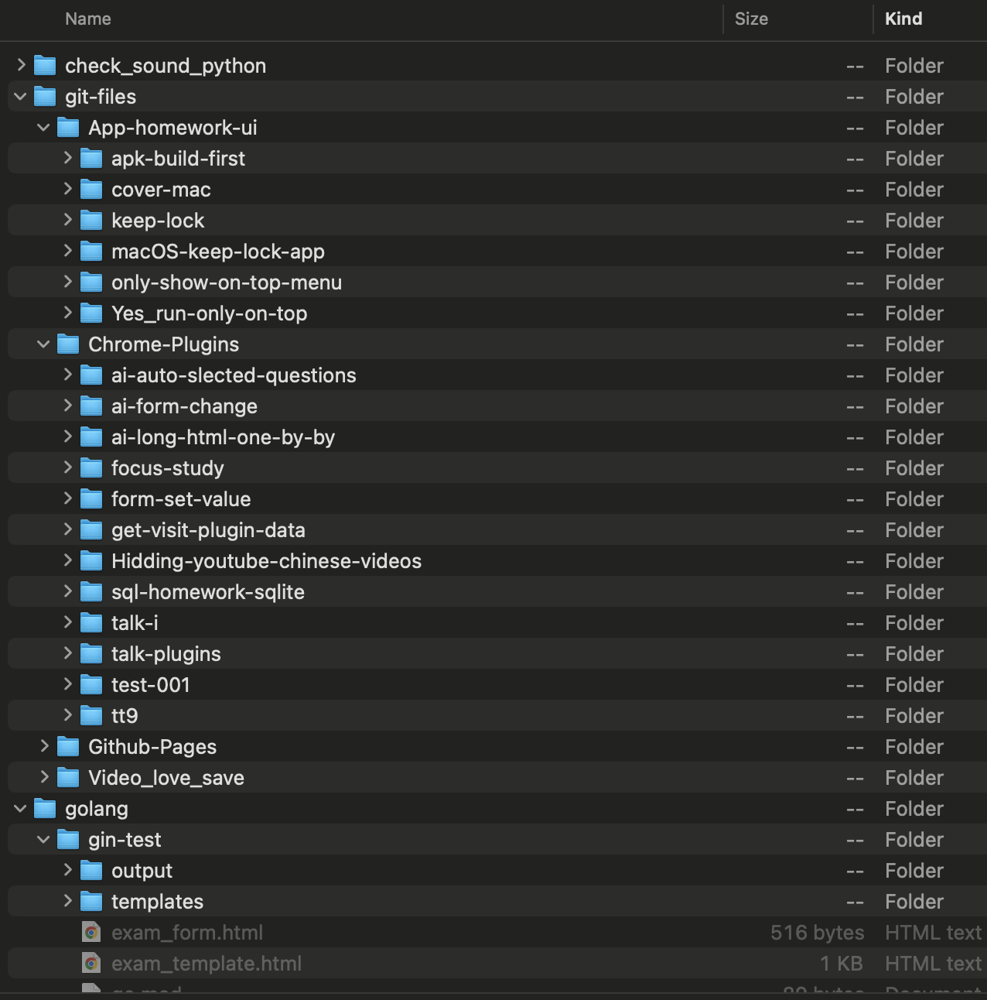 Name Size Kind
check_sound_python -- Folder
git-files -- Folder
App-homework-ui -- Folder
apk-build-first -- Folder
cover-mac -- Folder
keep-lock -- Folder
macOS-keep-lock-app -- Folder
only-show-on-top-menu -- Folder
Yes_run-only-on-top -- Folder
Chrome-Plugins -- Folder
ai-auto-slected-questions -- Folder
ai-form-change -- Folder
ai-long-html-one-by-by -- Folder
focus-study -- Folder
form-set-value -- Folder
get-visit-plugin-data -- Folder
Hidding-youtube-chinese-videos -- Folder
sql-homework-sqlite -- Folder
talk-i -- Folder
talk-plugins -- Folder
test-001 -- Folder
tt9 -- Folder
Github-Pages -- Folder
Video_love_save -- Folder
golang -- Folder
gin-test -- Folder
output -- Folder
templates -- Folder
exam_form.html 516 bytes HTML text
exam_template.html 1 KB HTML text
bytes Document